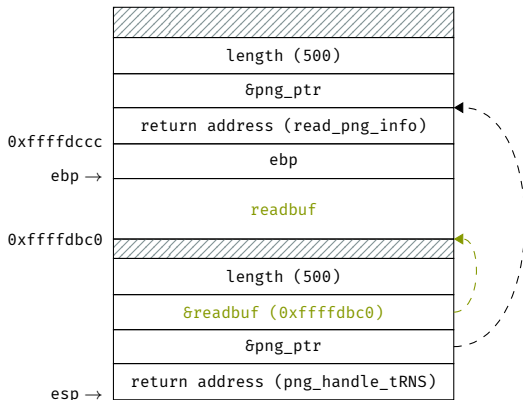 length (500)
&png_ptr
return address (read_png_info)
0xffffdccc
ebp
ebp →
readbuf
0xffffdbc0
length (500)
&readbuf (0xffffdbc0)
&png_ptr
return address (png_handle_tRNS)
esp →